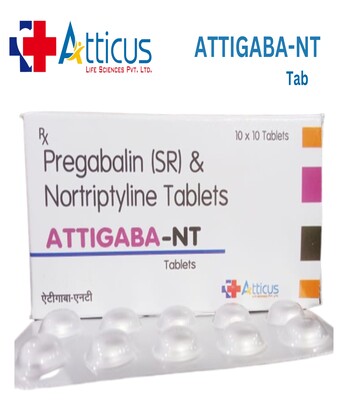 Atticus
LIFE SCIENCES PVT. LTD.
ATTIGABA-NT
Tab
Rx
10 x 10 Tablets
Pregabalin (SR) &
Nortriptyline Tablets
ATTIGABA-NT
Tablets
ऐटीगाबा-एनटी
Atticus